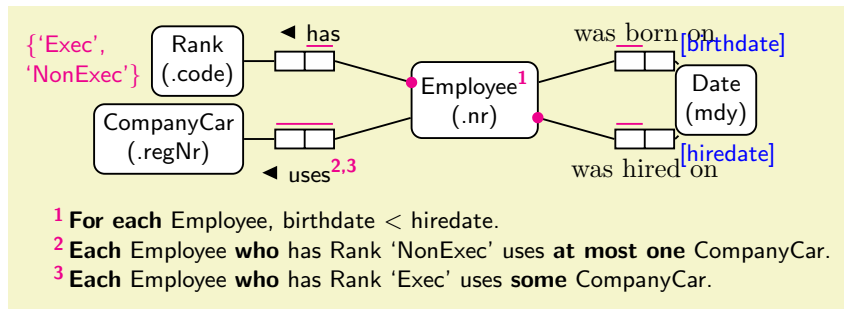 {‘Exec’,
‘NonExec’}
Rank
(.code)
◄ has
was born on
[birthdate]
Employee¹
(.nr)
Date
(mdy)
CompanyCar
(.regNr)
◄ uses²,³
[hiredate]
was hired on
¹ For each Employee, birthdate < hiredate.
² Each Employee who has Rank ‘NonExec’ uses at most one CompanyCar.
³ Each Employee who has Rank ‘Exec’ uses some CompanyCar.